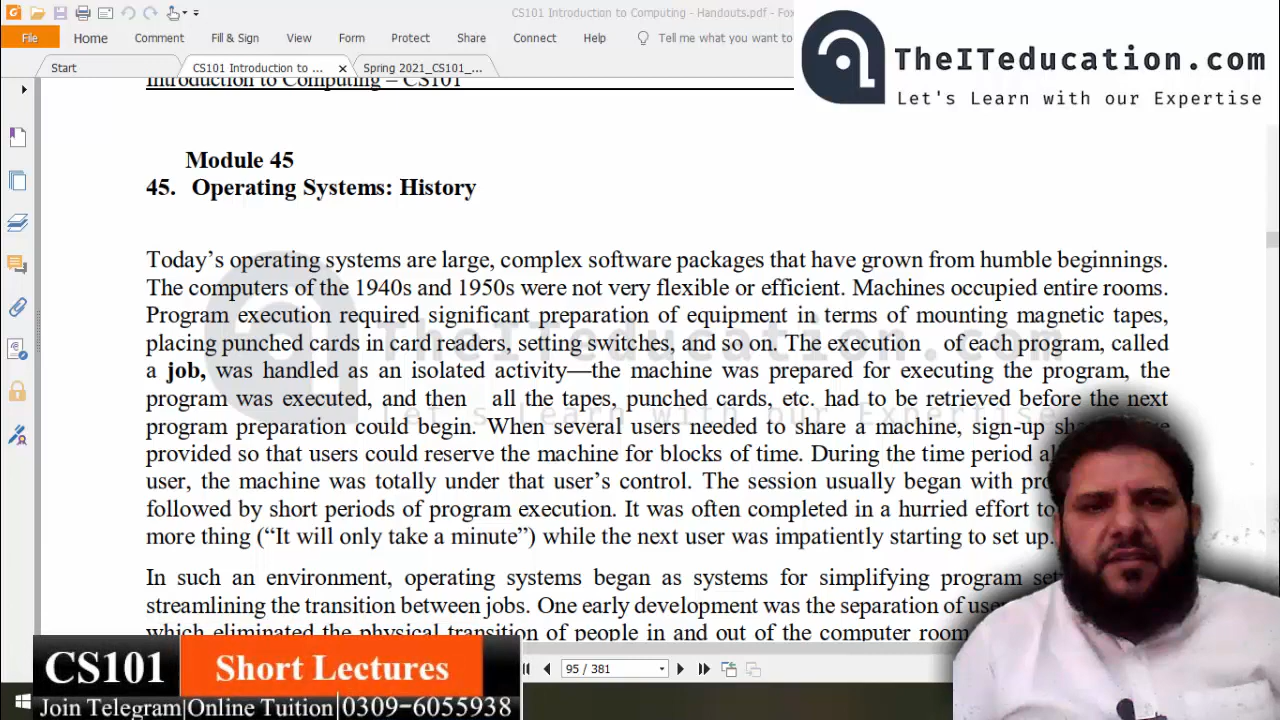 CS101 Introduction to Computing - Handouts.pdf - Fox
File
Home
Comment
Fill & Sign
View
Form
Protect
Share
Connect
Help
Tell me what you want to
TheITeducation.com
Let's Learn with our Expertise
Start
CS101 Introduction to ...
Spring 2021_CS101_...
Introduction to Computing – CS101
Module 45
45. Operating Systems: History
Today's operating systems are large, complex software packages that have grown from humble beginnings.
The computers of the 1940s and 1950s were not very flexible or efficient. Machines occupied entire rooms.
Program execution required significant preparation of equipment in terms of mounting magnetic tapes,
placing punched cards in card readers, setting switches, and so on. The execution of each program, called
a job, was handled as an isolated activity—the machine was prepared for executing the program, the
program was executed, and then all the tapes, punched cards, etc. had to be retrieved before the next
program preparation could begin. When several users needed to share a machine, sign-up
provided so that users could reserve the machine for blocks of time. During the time period
user, the machine was totally under that user's control. The session usually began with
followed by short periods of program execution. It was often completed in a hurried effort to
more thing ("It will only take a minute") while the next user was impatiently starting to set up.
In such an environment, operating systems began as systems for simplifying program
streamlining the transition between jobs. One early development was the separation of
which eliminated the physical transition of people in and out of the computer room
TheITeducation.com
Let's Learn with our Expertise
95 / 381
CS101
Short Lectures
Join Telegram|Online Tuition|0309-6055938